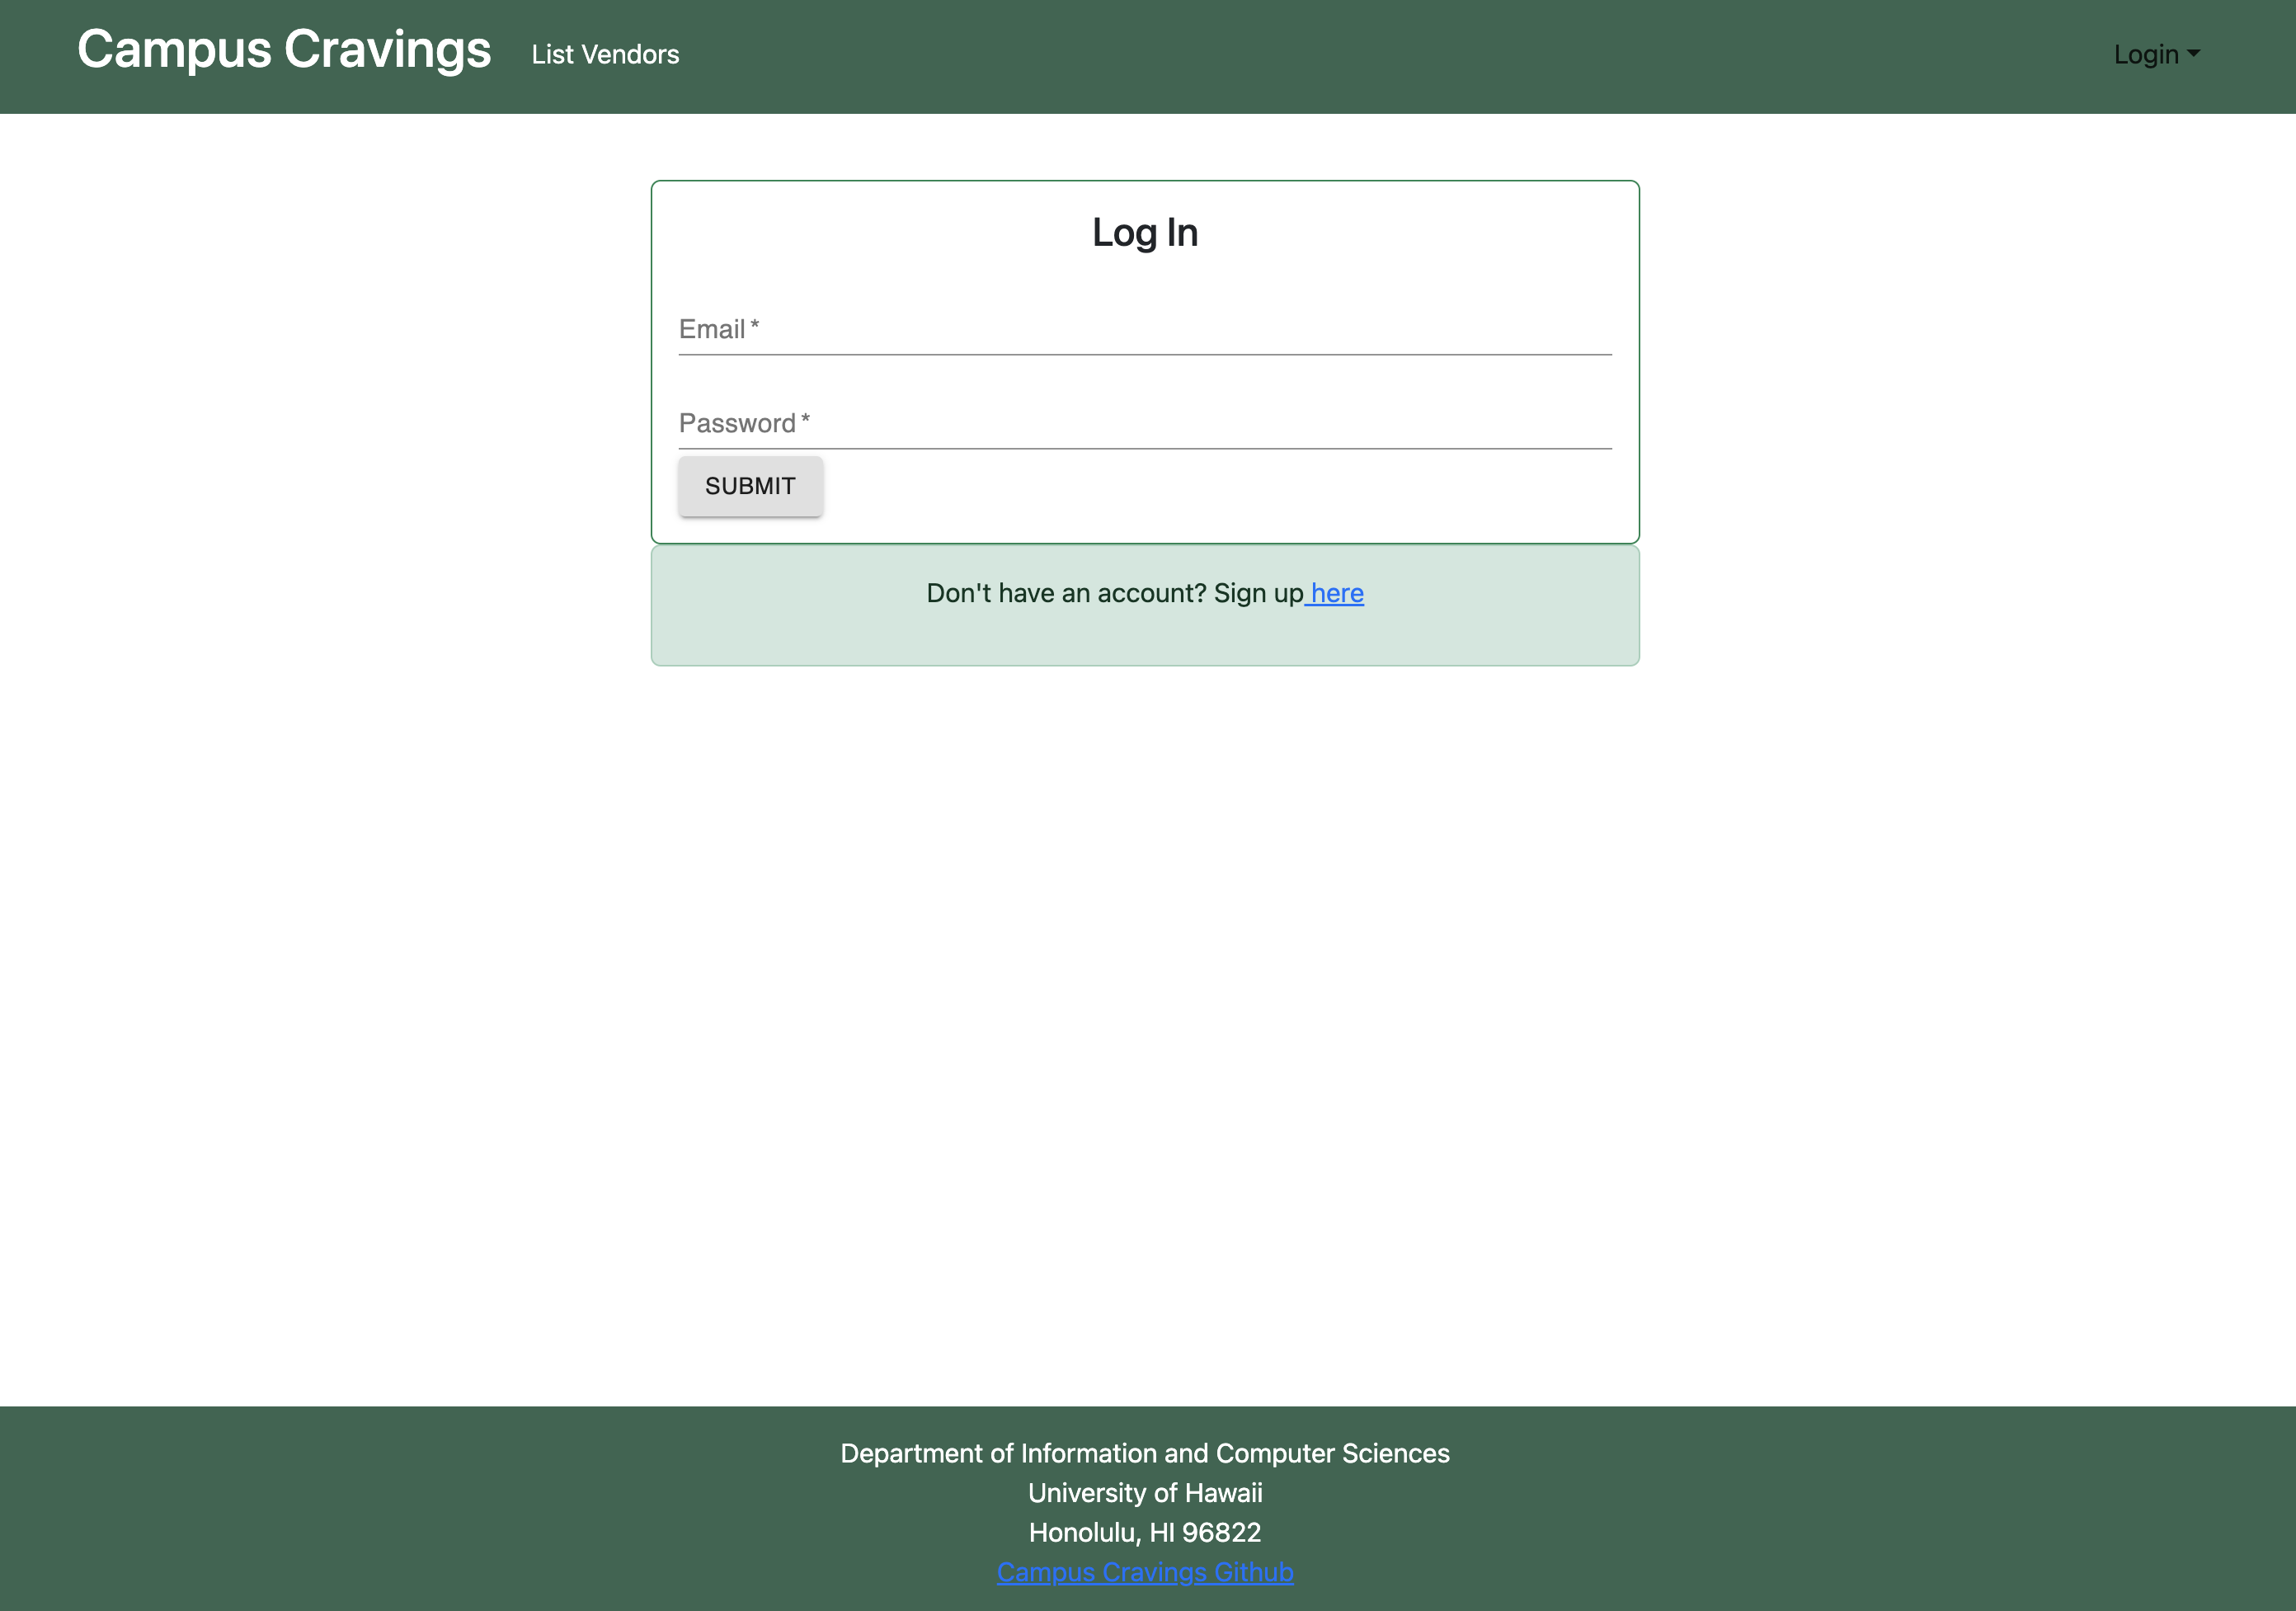 Campus Cravings
List Vendors
Login
Log In
Email *
Password *
SUBMIT
Don't have an account? Sign up here
Department of Information and Computer Sciences
University of Hawaii
Honolulu, HI 96822
Campus Cravings Github